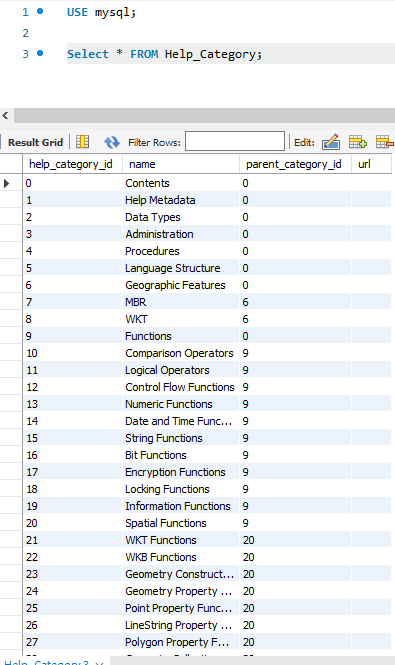 1 USE mysql;
2
3 Select * FROM Help_Category;
Result Grid Filter Rows: Edit:
help_category_id name parent_category_id url
0 Contents 0
1 Help Metadata 0
2 Data Types 0
3 Administration 0
4 Procedures 0
5 Language Structure 0
6 Geographic Features 0
7 MBR 6
8 WKT 6
9 Functions 0
10 Comparison Operators 9
11 Logical Operators 9
12 Control Flow Functions 9
13 Numeric Functions 9
14 Date and Time Func... 9
15 String Functions 9
16 Bit Functions 9
17 Encryption Functions 9
18 Locking Functions 9
19 Information Functions 9
20 Spatial Functions 9
21 WKT Functions 20
22 WKB Functions 20
23 Geometry Construct... 20
24 Geometry Property ... 20
25 Point Property Func... 20
26 LineString Property ... 20
27 Polygon Property F... 20